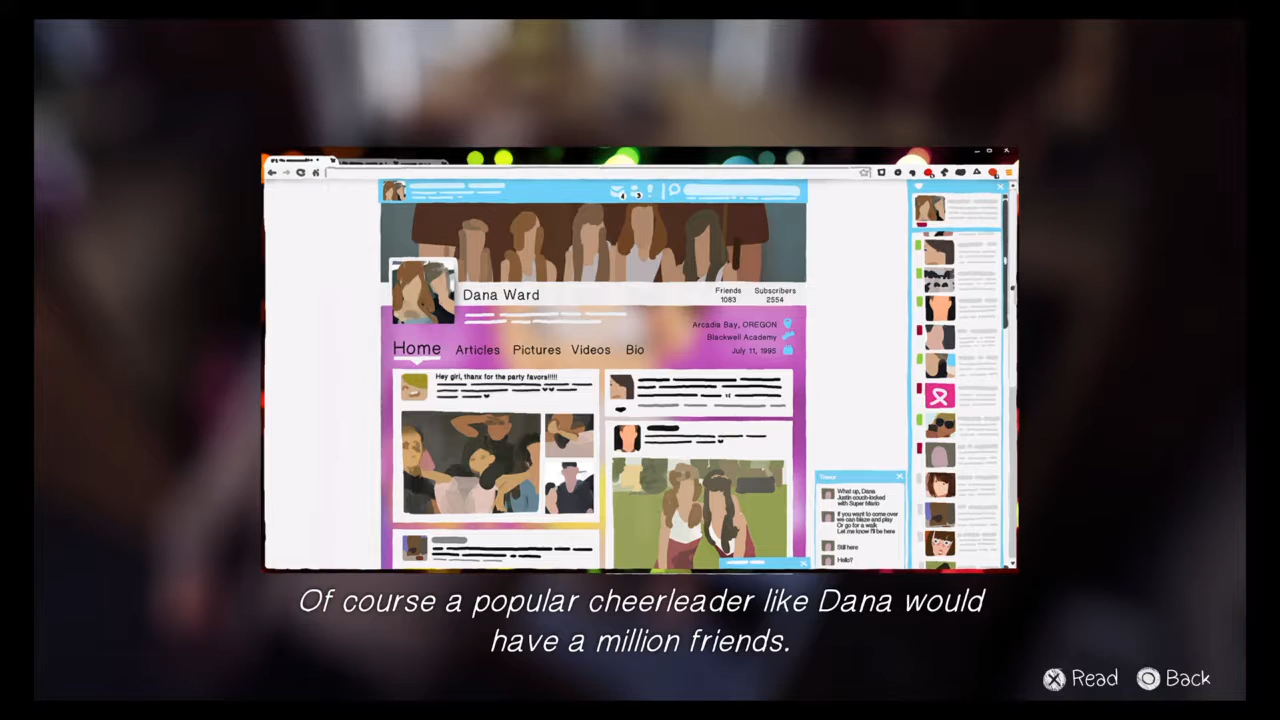 4
3
Dana Ward
Friends
1083
Subscribers
2554
Arcadia Bay, OREGON
Blackwell Academy
July 11, 1995
Home Articles Pictures Videos Bio
Hey girl, thanx for the party favors!!!!!
Trevor
What up, Dana
Justin couch-locked
with Super Mario
If you want to come over
we can blaze and play
Or go for a walk
Let me know I'll be here
Still here
Hello?
Of course a popular cheerleader like Dana would
have a million friends.
Read Back